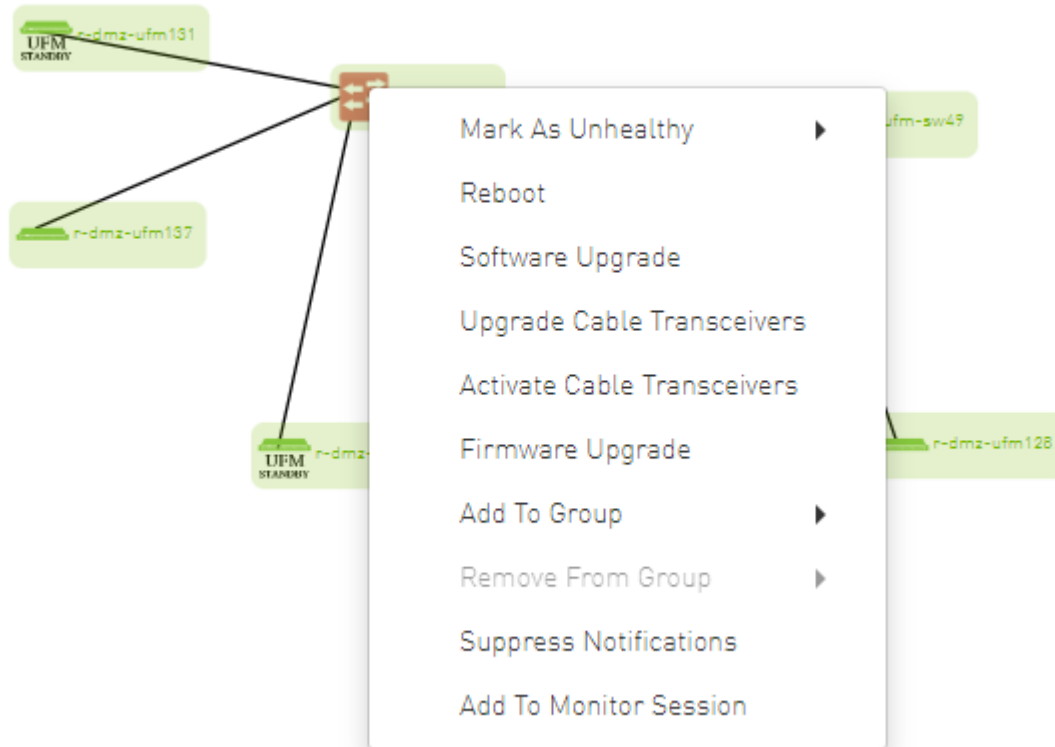 r-dmz-ufm131
UFM
STANDBY
Mark As Unhealthy
ufm-sw49
Reboot
r-dmz-ufm137
Software Upgrade
Upgrade Cable Transceivers
Activate Cable Transceivers
Firmware Upgrade
r-dmz-ufm128
r-dmz-
UFM
STANDBY
Add To Group
Remove From Group
Suppress Notifications
Add To Monitor Session